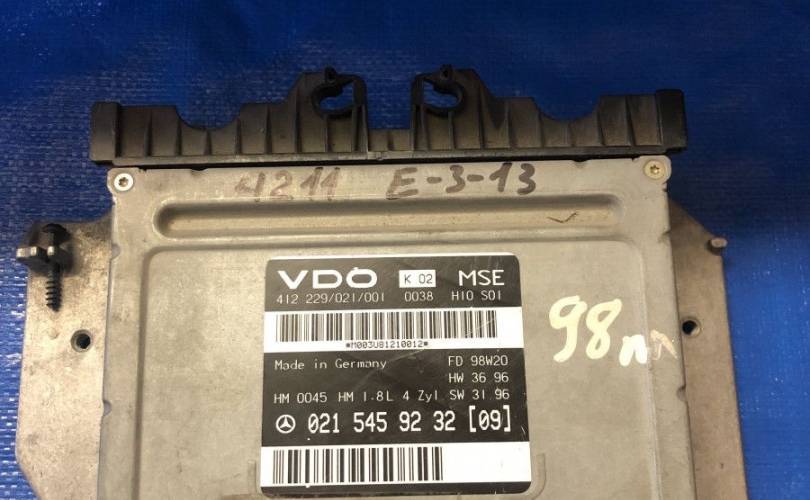 4211 E-3-13
VDO K 02 MSE
412 229/021/001 0038 H10 S01
*M003UB1210012*
Made in Germany FD 98W20
HW 36 96
HM 0045 HM 1.8L 4 Zyl SW 31 96
021 545 92 32 [09]
98